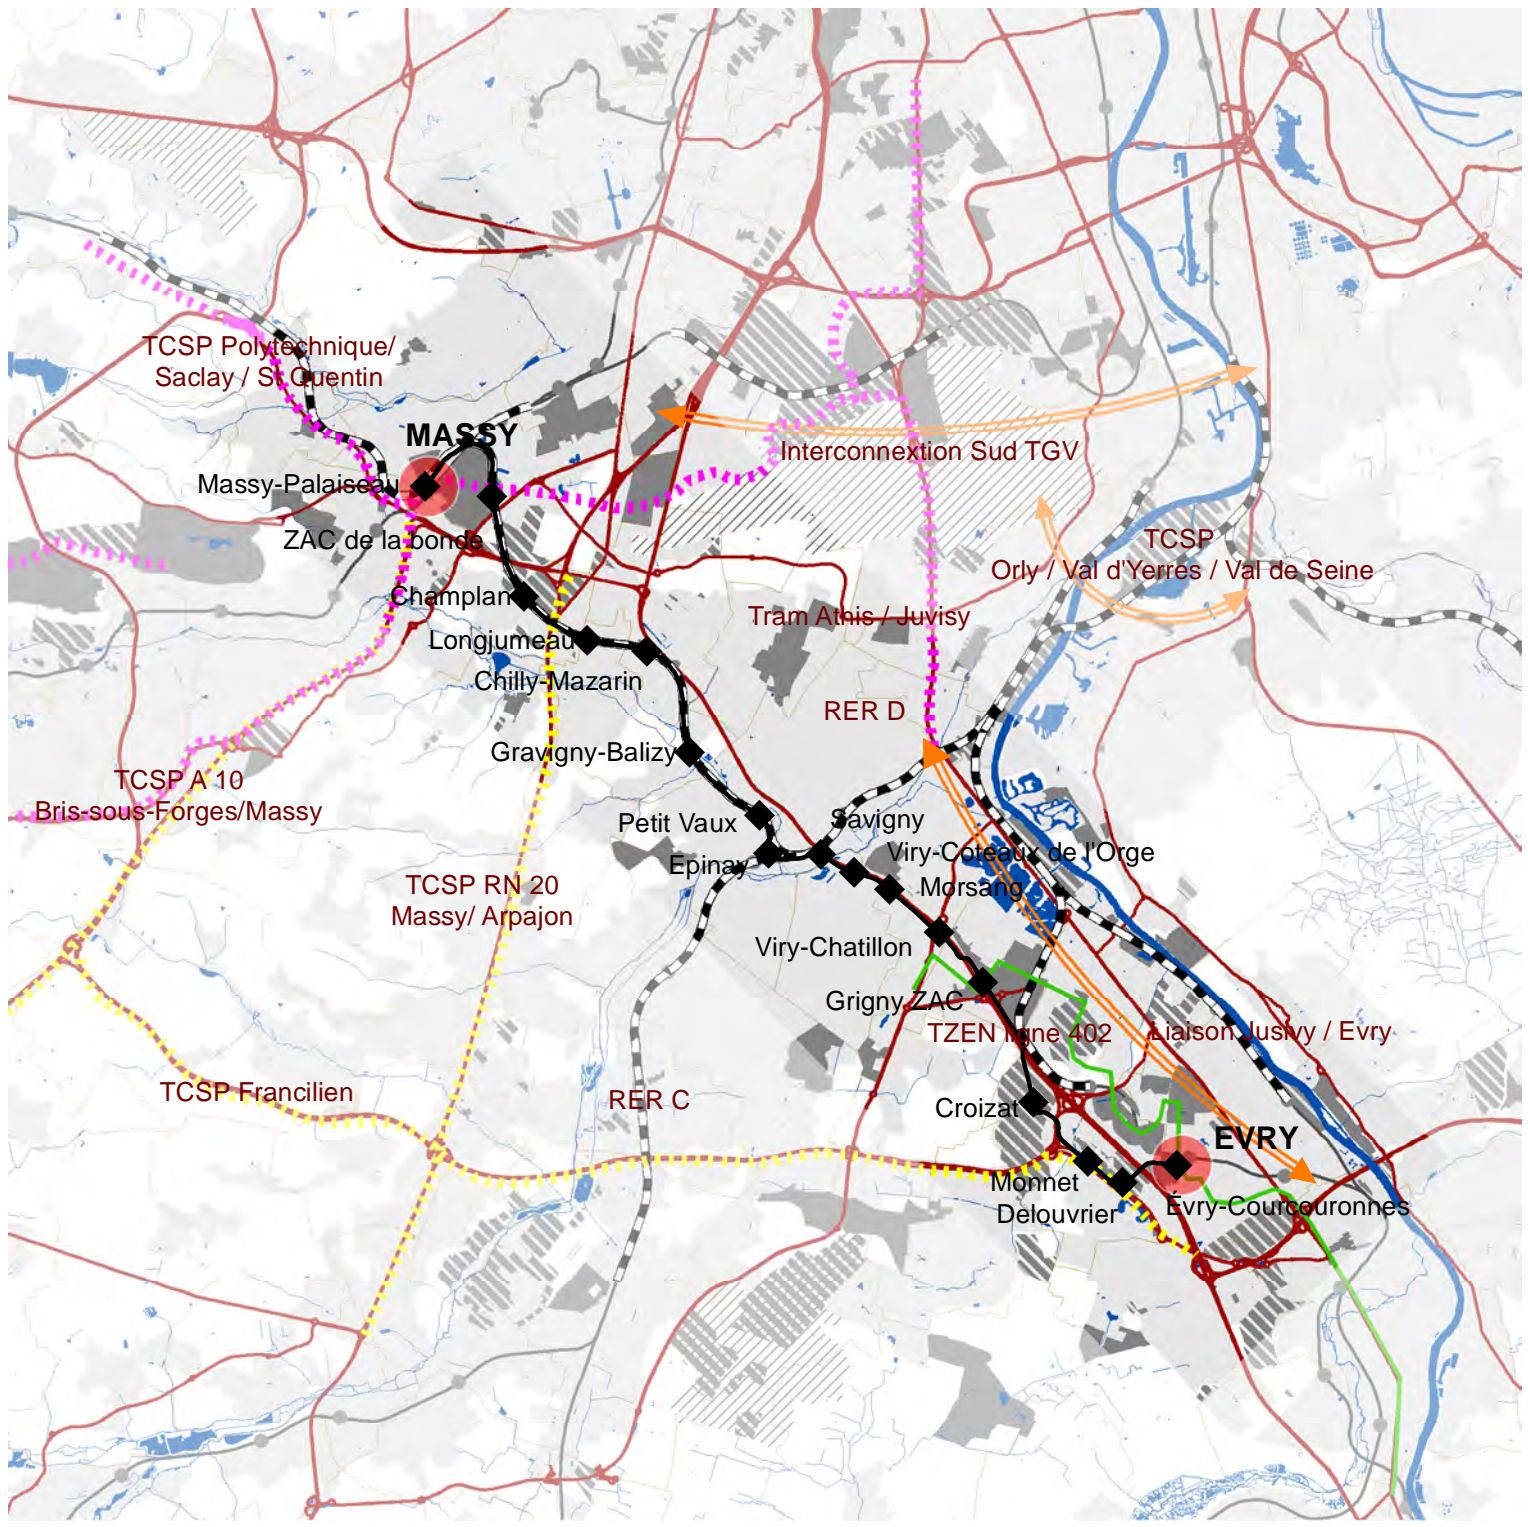 TCSP Polytechnique/
Saclay / St Quentin
MASSY
Interconnextion Sud TGV
Massy-Palaiseau
ZAC de la bonde
TCSP
Orly / Val d'Yerres / Val de Seine
Champlan
Tram Athis / Juvisy
Longjumeau
Chilly-Mazarin
RER D
Gravigny-Balizy
TCSP A 10
Bris-sous-Forges/Massy
Petit Vaux
Savigny
Epinay
Viry-Coteaux de l'Orge
TCSP RN 20
Massy/ Arpajon
Morsang
Viry-Chatillon
Grigny ZAC
TZEN ligne 402
Liaison Jusivy / Evry
TCSP Francilien
RER C
Croizat
EVRY
Monnet
Delouvrier
Évry-Courcouronnes